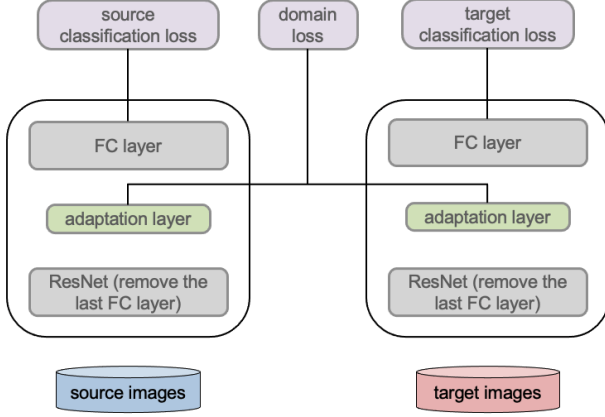 source
classification loss
domain
loss
target
classification loss
FC layer
FC layer
adaptation layer
adaptation layer
ResNet (remove the
last FC layer)
ResNet (remove the
last FC layer)
source images
target images